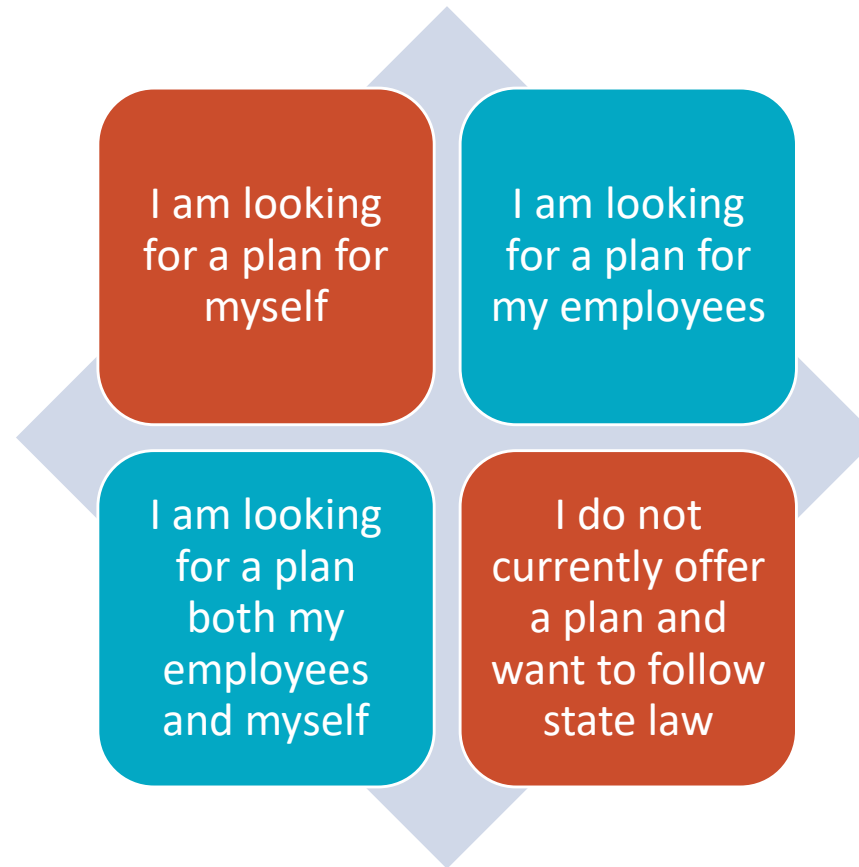 I am looking
for a plan for
myself
I am looking
for a plan for
my employees
I am looking
for a plan
both my
employees
and myself
I do not
currently offer
a plan and
want to follow
state law